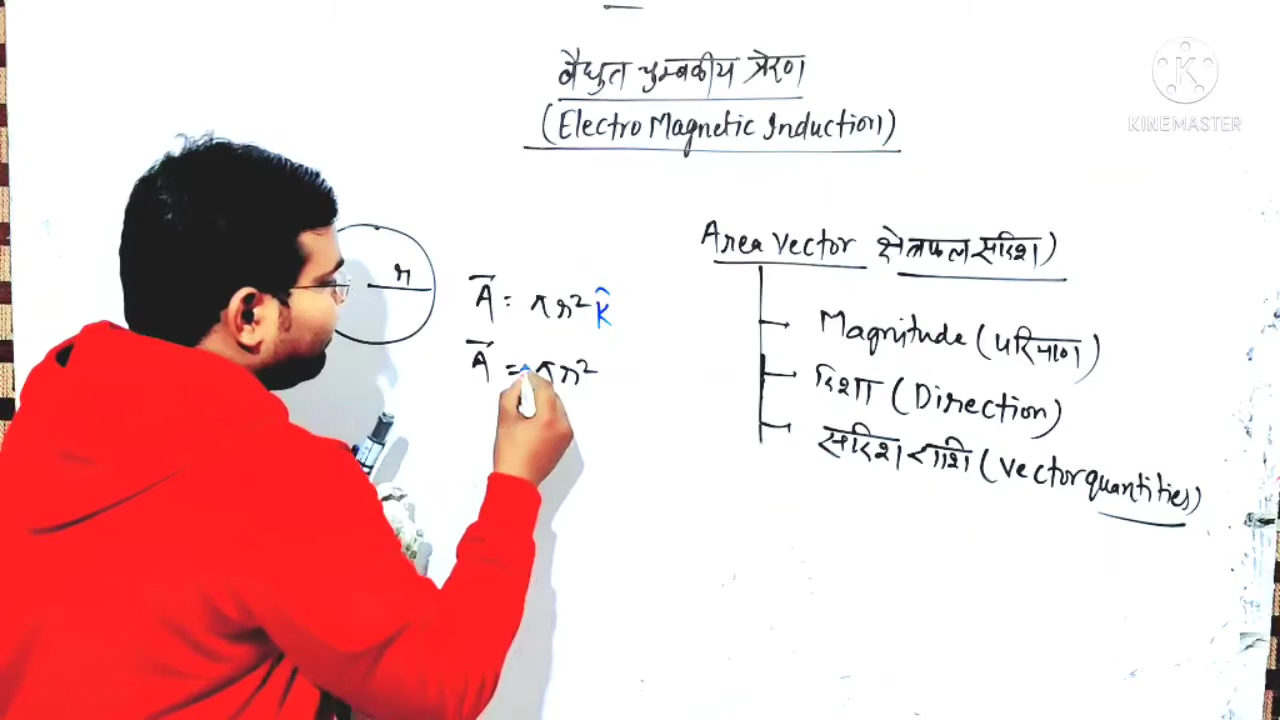 वैधुत चुम्बकीय प्रेरण
(Electro Magnetic Induction)
K
KINEMASTER
r
A⃗ = πr² k̂
A⃗ = πr²
Area Vector क्षेत्रफल सदिश)
Magnitude (परिमाण)
दिशा (Direction)
सदिश राशि (Vector quantities)